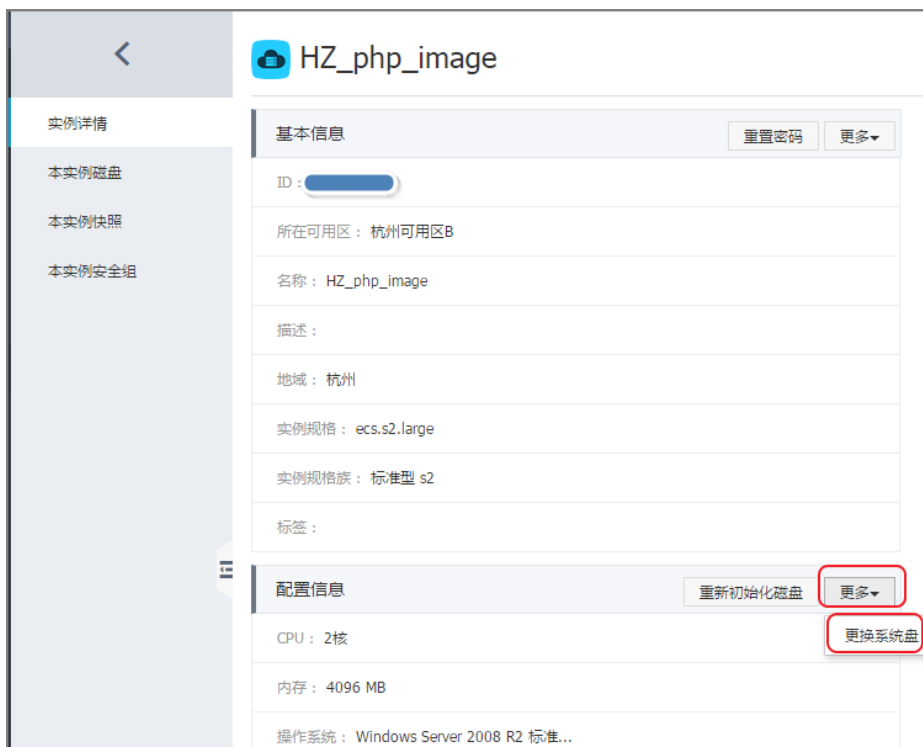 HZ_php_image
实例详情
本实例磁盘
本实例快照
本实例安全组
基本信息 重置密码 更多
ID :
所在可用区： 杭州可用区B
名称： HZ_php_image
描述：
地域： 杭州
实例规格： ecs.s2.large
实例规格族： 标准型 s2
标签：
配置信息 重新初始化磁盘 更多
更换系统盘
CPU： 2核
内存： 4096 MB
操作系统： Windows Server 2008 R2 标准...